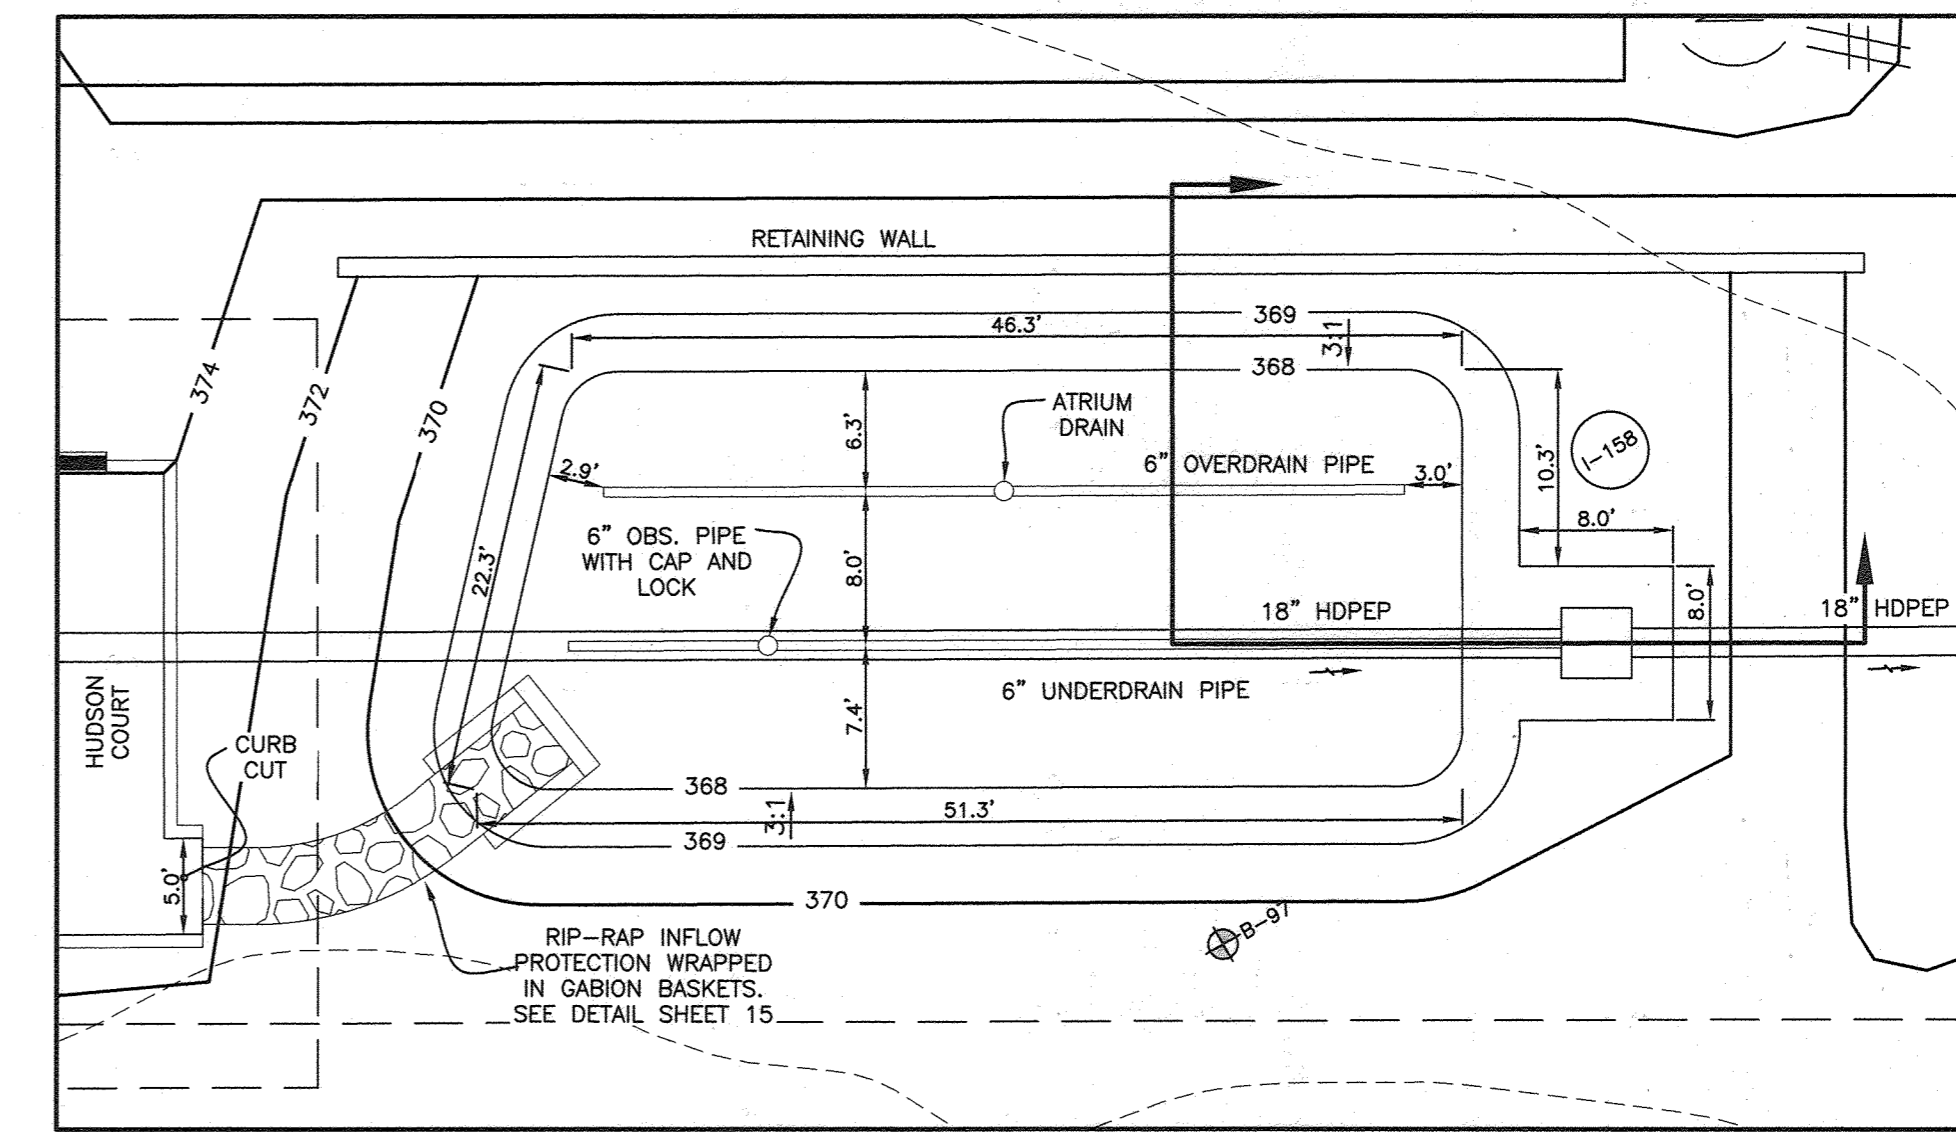 RETAINING WALL
369
46.3'
3:1
368
374
372
370
ATRIUM
DRAIN
6.3'
2.9'
6" OVERDRAIN PIPE
3.0'
10.3'
I-158
8.0'
6" OBS. PIPE
WITH CAP AND
LOCK
22.3'
8.0'
18" HDPEP
8.0'
18" HDPEP
6" UNDERDRAIN PIPE
7.4'
HUDSON
COURT
CURB
CUT
368
3:1
51.3'
369
5.0'
370
B-97
RIP-RAP INFLOW
PROTECTION WRAPPED
IN GABION BASKETS.
SEE DETAIL SHEET 15